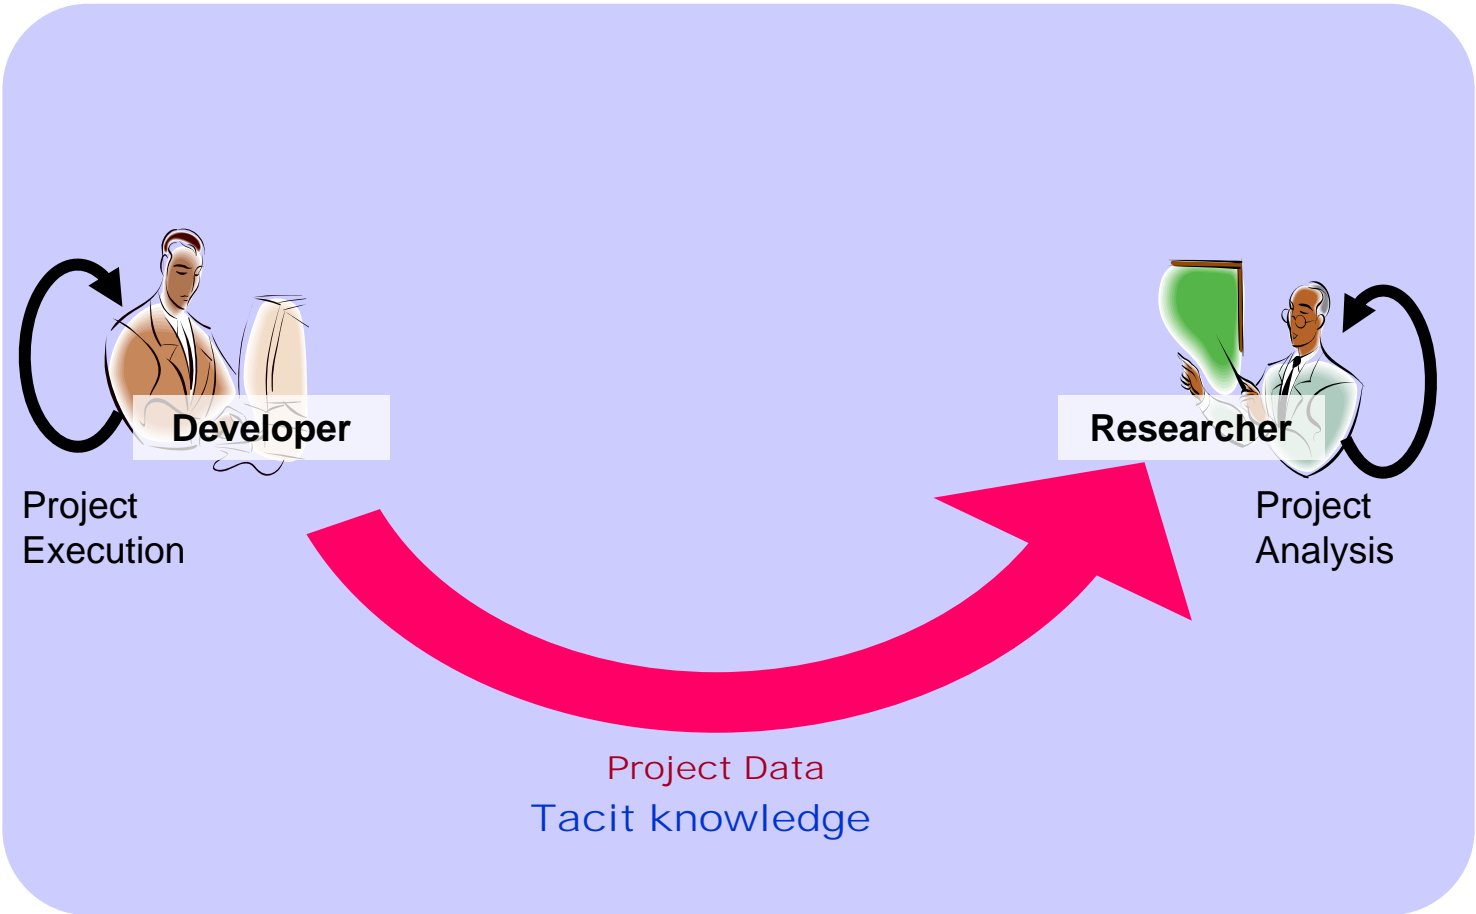 Developer
Researcher
Project
Execution
Project
Analysis
Project Data
Tacit knowledge